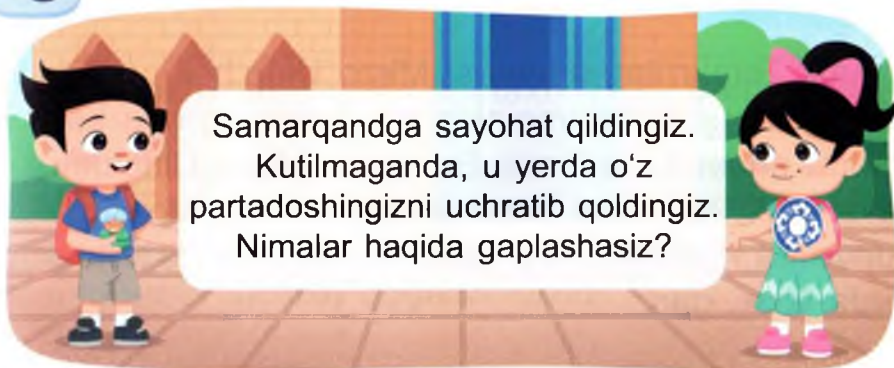 Samarqandga sayohat qildingiz.
Kutilmaganda, u yerda o‘z
partadoshingizni uchratib qoldingiz.
Nimalar haqida gaplashasiz?